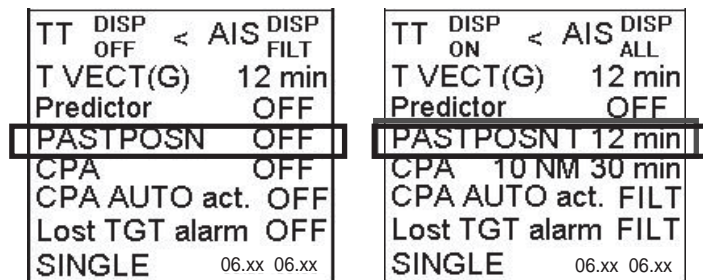 TT DISP OFF < AIS DISP FILT
T VECT(G) 12 min
Predictor OFF
PASTPOSN OFF
CPA OFF
CPA AUTO act. OFF
Lost TGT alarm OFF
SINGLE 06.xx 06.xx
TT DISP ON < AIS DISP ALL
T VECT(G) 12 min
Predictor OFF
PASTPOSN T 12 min
CPA 10 NM 30 min
CPA AUTO act. FILT
Lost TGT alarm FILT
SINGLE 06.xx 06.xx